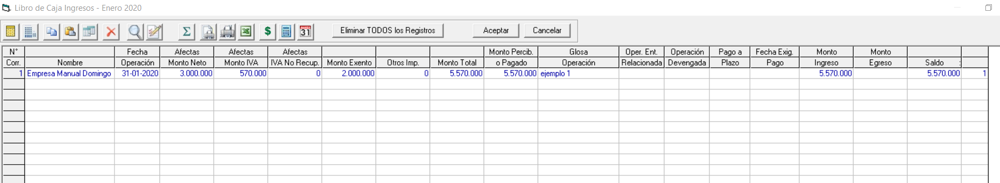 Libro de Caja Ingresos - Enero 2020
MARCH 31 Eliminar TODOS los Registros Aceptar Cancelar
N° Fecha Afectas Afectas Afectas Monto Percib. Glosa Oper. Ent. Operación Pago a Fecha Exig. Monto Monto
Corr. Nombre Operación Monto Neto Monto IVA IVA No Recup. Monto Exento Otros Imp. Monto Total o Pagado Operación Relacionada Devengada Plazo Pago Ingreso Egreso Saldo :
1 Empresa Manual Domingo 31-01-2020 3.000.000 570.000 0 2.000.000 0 5.570.000 5.570.000 ejemplo 1 5.570.000 5.570.000 1